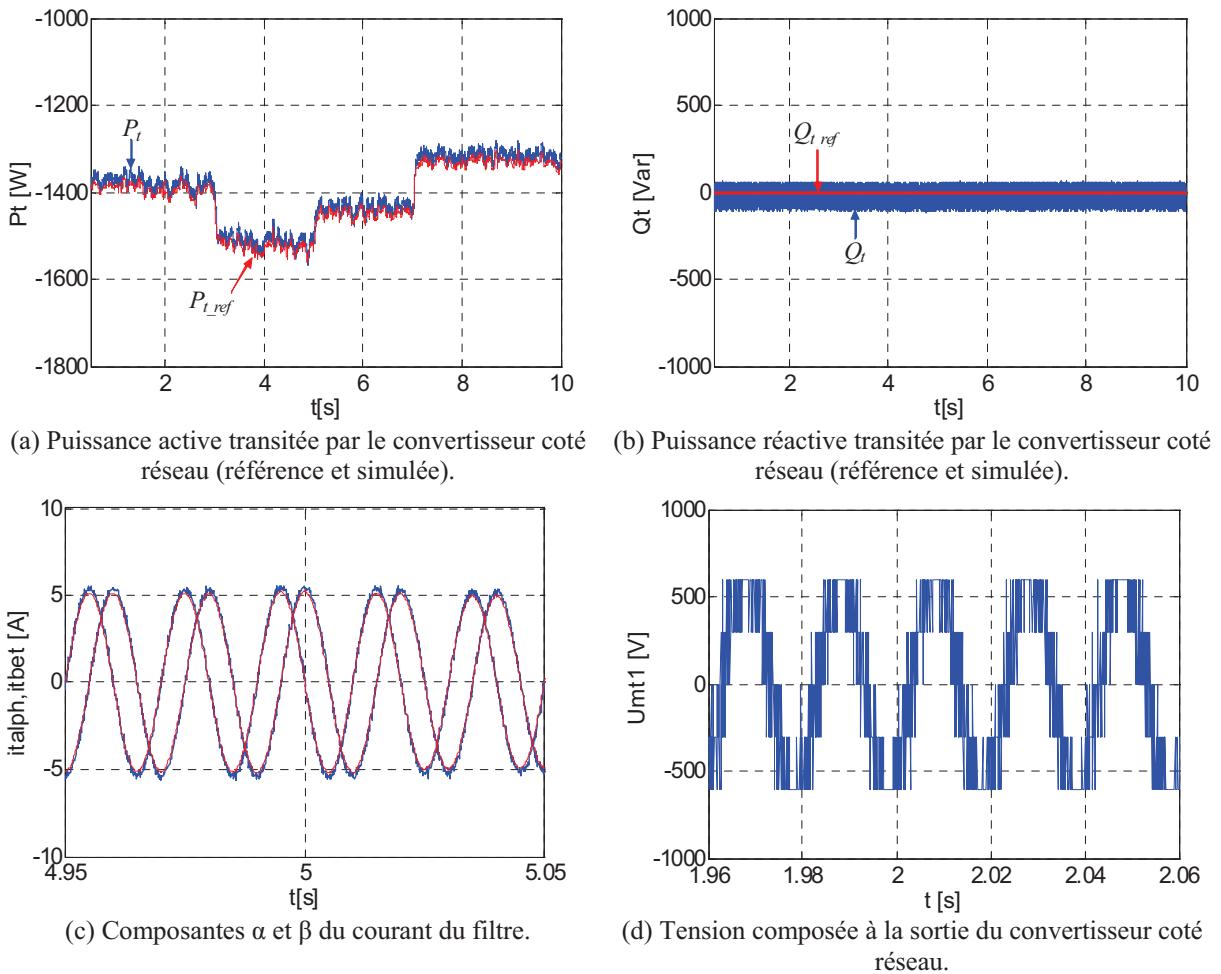 -1000
-1200
-1400
-1600
-1800
Pt [W]
P_t
P_{t_ref}
2 4 6 8 10
t[s]
(a) Puissance active transitée par le convertisseur coté
réseau (référence et simulée).
1000
500
0
-500
-1000
Qt [Var]
Q_{t ref}
Q_t
2 4 6 8 10
t[s]
(b) Puissance réactive transitée par le convertisseur coté
réseau (référence et simulée).
10
5
0
-5
-10
italph,itbet [A]
4.95 5 5.05
t[s]
(c) Composantes α et β du courant du filtre.
1000
500
0
-500
-1000
Umt1 [V]
1.96 1.98 2 2.02 2.04 2.06
t [s]
(d) Tension composée à la sortie du convertisseur coté
réseau.